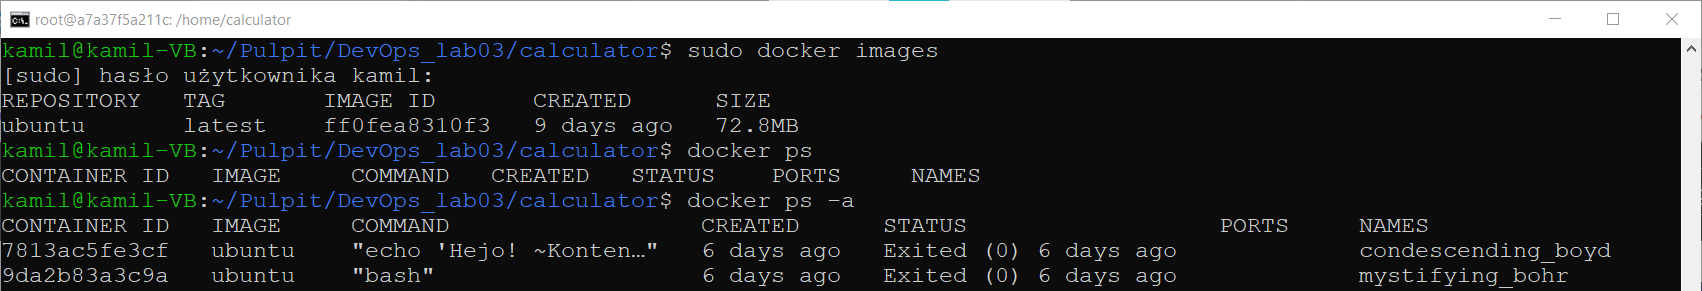 root@a7a37f5a211c: /home/calculator
kamil@kamil-VB:~/Pulpit/DevOps_lab03/calculator$ sudo docker images
[sudo] hasło użytkownika kamil:
REPOSITORY TAG IMAGE ID CREATED SIZE
ubuntu latest ff0fea8310f3 9 days ago 72.8MB
kamil@kamil-VB:~/Pulpit/DevOps_lab03/calculator$ docker ps
CONTAINER ID IMAGE COMMAND CREATED STATUS PORTS NAMES
kamil@kamil-VB:~/Pulpit/DevOps_lab03/calculator$ docker ps -a
CONTAINER ID IMAGE COMMAND CREATED STATUS PORTS NAMES
7813ac5fe3cf ubuntu "echo 'Hejo! ~Konten…" 6 days ago Exited (0) 6 days ago condescending_boyd
9da2b83a3c9a ubuntu "bash" 6 days ago Exited (0) 6 days ago mystifying_bohr